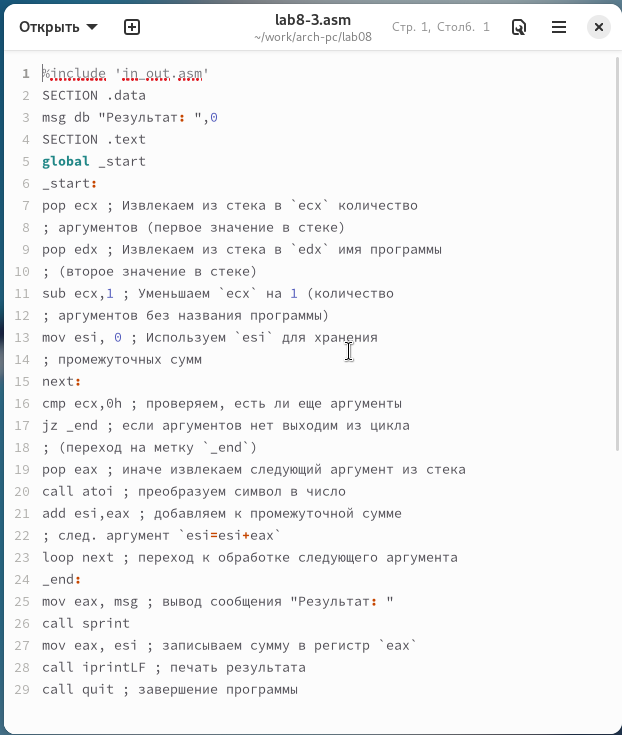 Открыть
lab8-3.asm
~/work/arch-pc/lab08
Стр. 1, Столб. 1
1 %include 'in_out.asm'
2 SECTION .data
3 msg db "Результат: ",0
4 SECTION .text
5 global _start
6 _start:
7 pop ecx ; Извлекаем из стека в `ecx` количество
8 ; аргументов (первое значение в стеке)
9 pop edx ; Извлекаем из стека в `edx` имя программы
10 ; (второе значение в стеке)
11 sub ecx,1 ; Уменьшаем `ecx` на 1 (количество
12 ; аргументов без названия программы)
13 mov esi, 0 ; Используем `esi` для хранения
14 ; промежуточных сумм
15 next:
16 cmp ecx,0h ; проверяем, есть ли еще аргументы
17 jz _end ; если аргументов нет выходим из цикла
18 ; (переход на метку `_end`)
19 pop eax ; иначе извлекаем следующий аргумент из стека
20 call atoi ; преобразуем символ в число
21 add esi,eax ; добавляем к промежуточной сумме
22 ; след. аргумент `esi=esi+eax`
23 loop next ; переход к обработке следующего аргумента
24 _end:
25 mov eax, msg ; вывод сообщения "Результат: "
26 call sprint
27 mov eax, esi ; записываем сумму в регистр `eax`
28 call iprintLF ; печать результата
29 call quit ; завершение программы